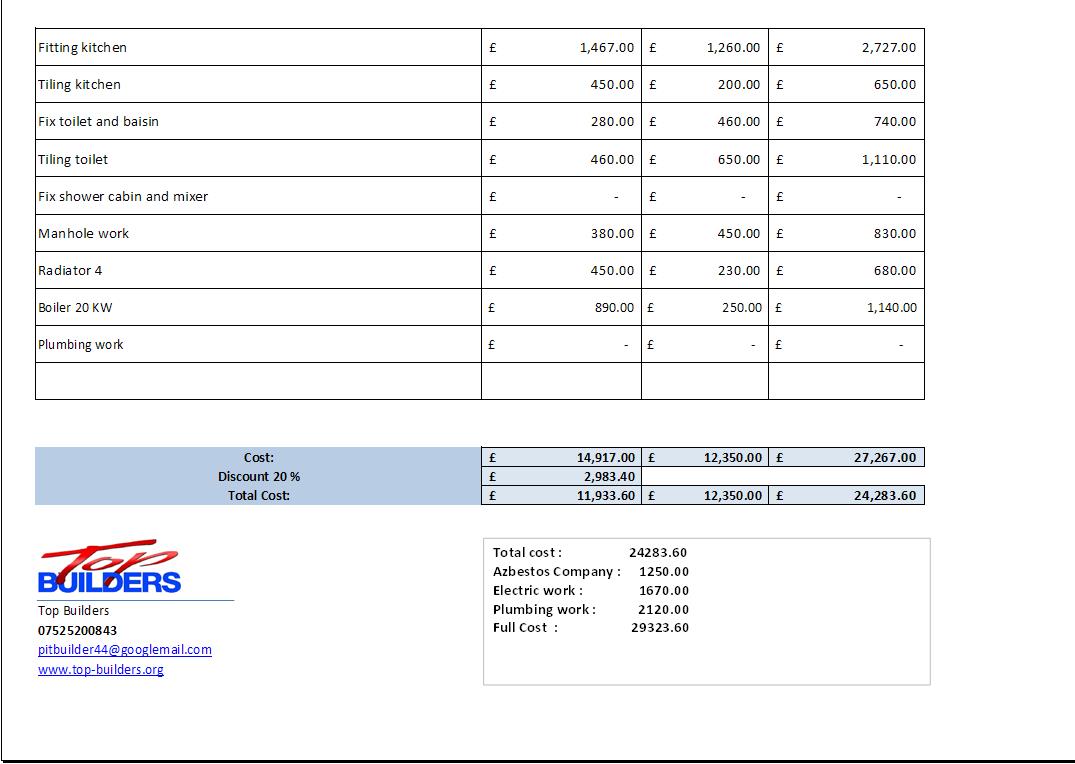 Fitting kitchen £ 1,467.00 £ 1,260.00 £ 2,727.00
Tiling kitchen £ 450.00 £ 200.00 £ 650.00
Fix toilet and baisin £ 280.00 £ 460.00 £ 740.00
Tiling toilet £ 460.00 £ 650.00 £ 1,110.00
Fix shower cabin and mixer £ - £ - £ -
Manhole work £ 380.00 £ 450.00 £ 830.00
Radiator 4 £ 450.00 £ 230.00 £ 680.00
Boiler 20 KW £ 890.00 £ 250.00 £ 1,140.00
Plumbing work £ - £ - £ -
Cost: £ 14,917.00 £ 12,350.00 £ 27,267.00
Discount 20 % £ 2,983.40
Total Cost: £ 11,933.60 £ 12,350.00 £ 24,283.60
Top
BUILDERS
Top Builders
07525200843
pitbuilder44@googlemail.com
www.top-builders.org
Total cost : 24283.60
Azbestos Company : 1250.00
Electric work : 1670.00
Plumbing work : 2120.00
Full Cost : 29323.60